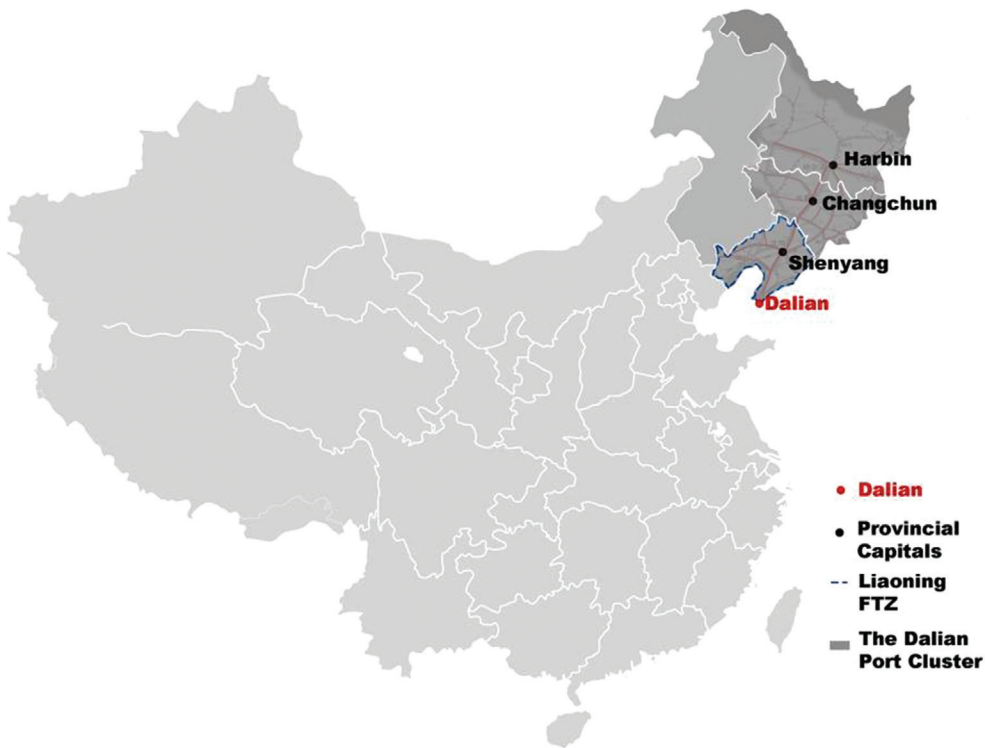 Harbin
Changchun
Shenyang
Dalian
Dalian
Provincial
Capitals
Liaoning
FTZ
The Dalian
Port Cluster